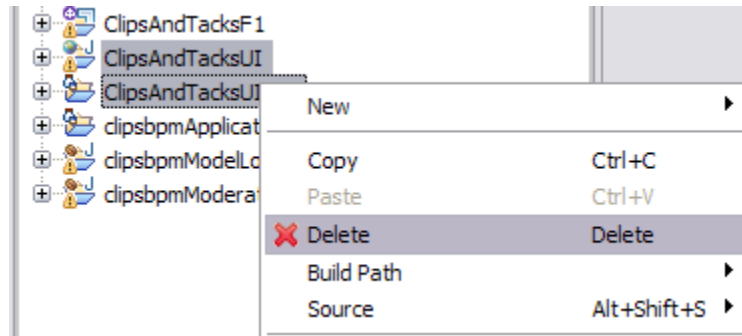 ClipsAndTacksF1
ClipsAndTacksUI
ClipsAndTacksUI
clipsbpmApplicat
clipsbpmModelLo
clipsbpmModerat
New
Copy Ctrl+C
Paste Ctrl+V
Delete Delete
Build Path
Source Alt+Shift+S